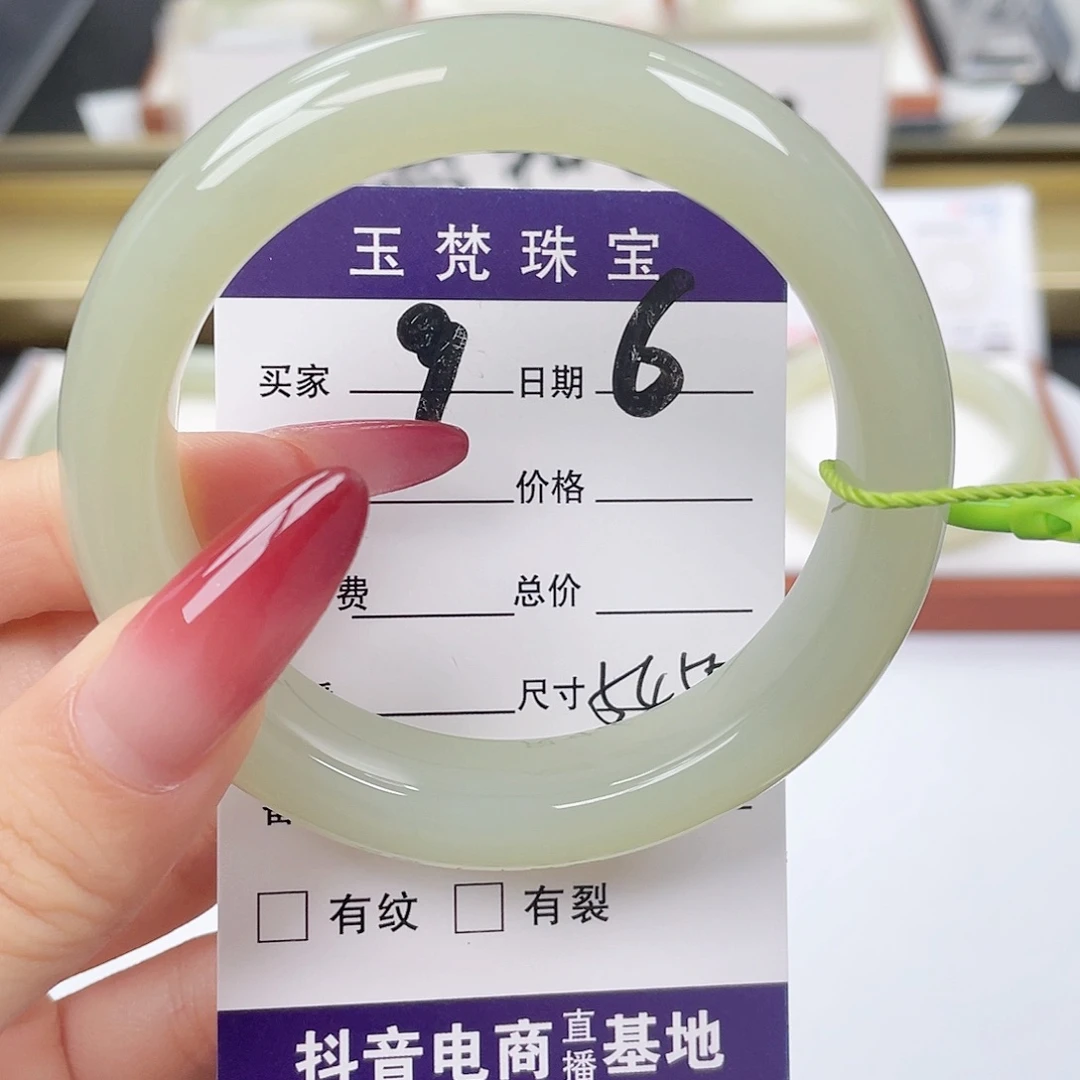 玉梵珠宝
9 6
买家 日期
价格
费 总价
尺寸
有纹 有裂
抖音电商直播基地